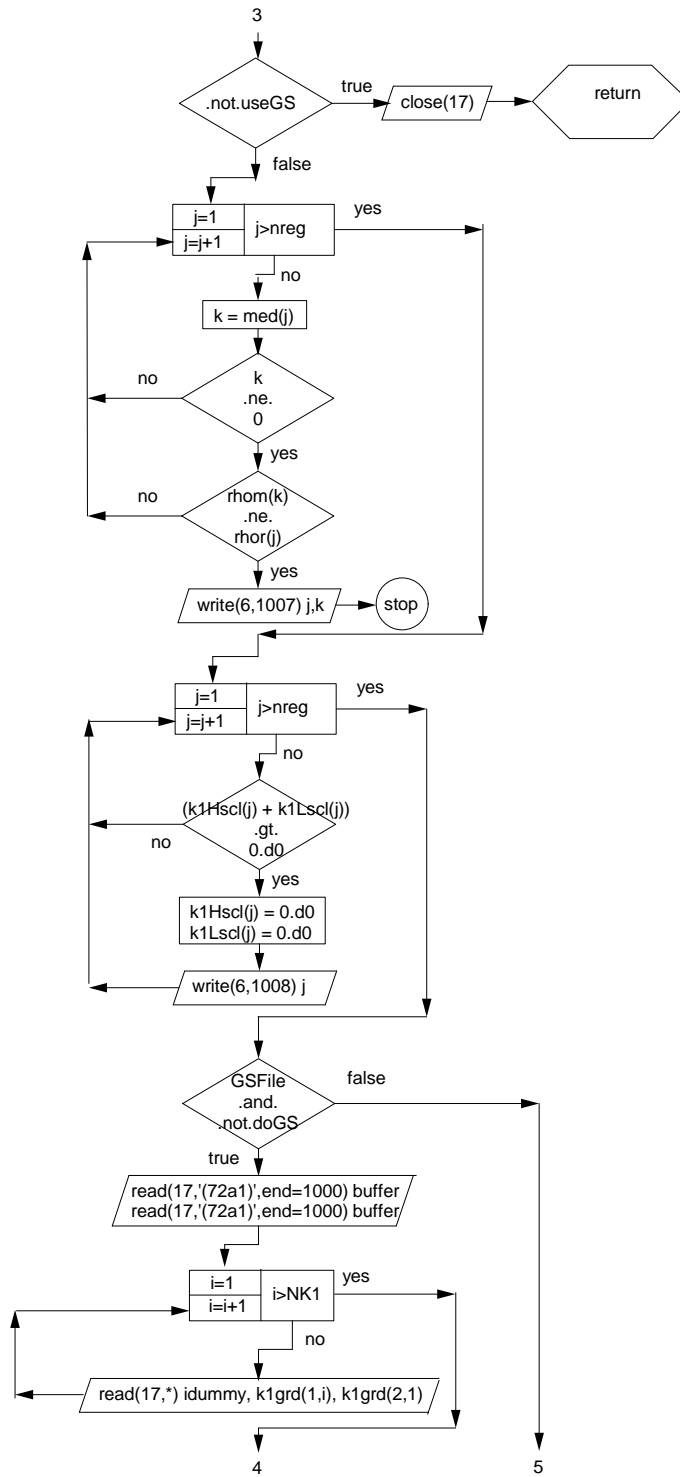 3
true
.not.useGS
close(17)
return
false
j=1
j=j+1
j>nreg
yes
no
k = med(j)
no
k
.ne.
0
yes
no
rhom(k)
.ne.
rhor(j)
yes
write(6,1007) j,k
stop
j=1
j=j+1
j>nreg
yes
no
(k1Hscl(j) + k1Lscl(j))
.gt.
0.d0
no
yes
k1Hscl(j) = 0.d0
k1Lscl(j) = 0.d0
write(6,1008) j
GSFile
.and.
.not.doGS
false
true
read(17,'(72a1)',end=1000) buffer
read(17,'(72a1)',end=1000) buffer
i=1
i=i+1
i>NK1
yes
no
read(17,*) idummy, k1grd(1,i), k1grd(2,1)
4
5